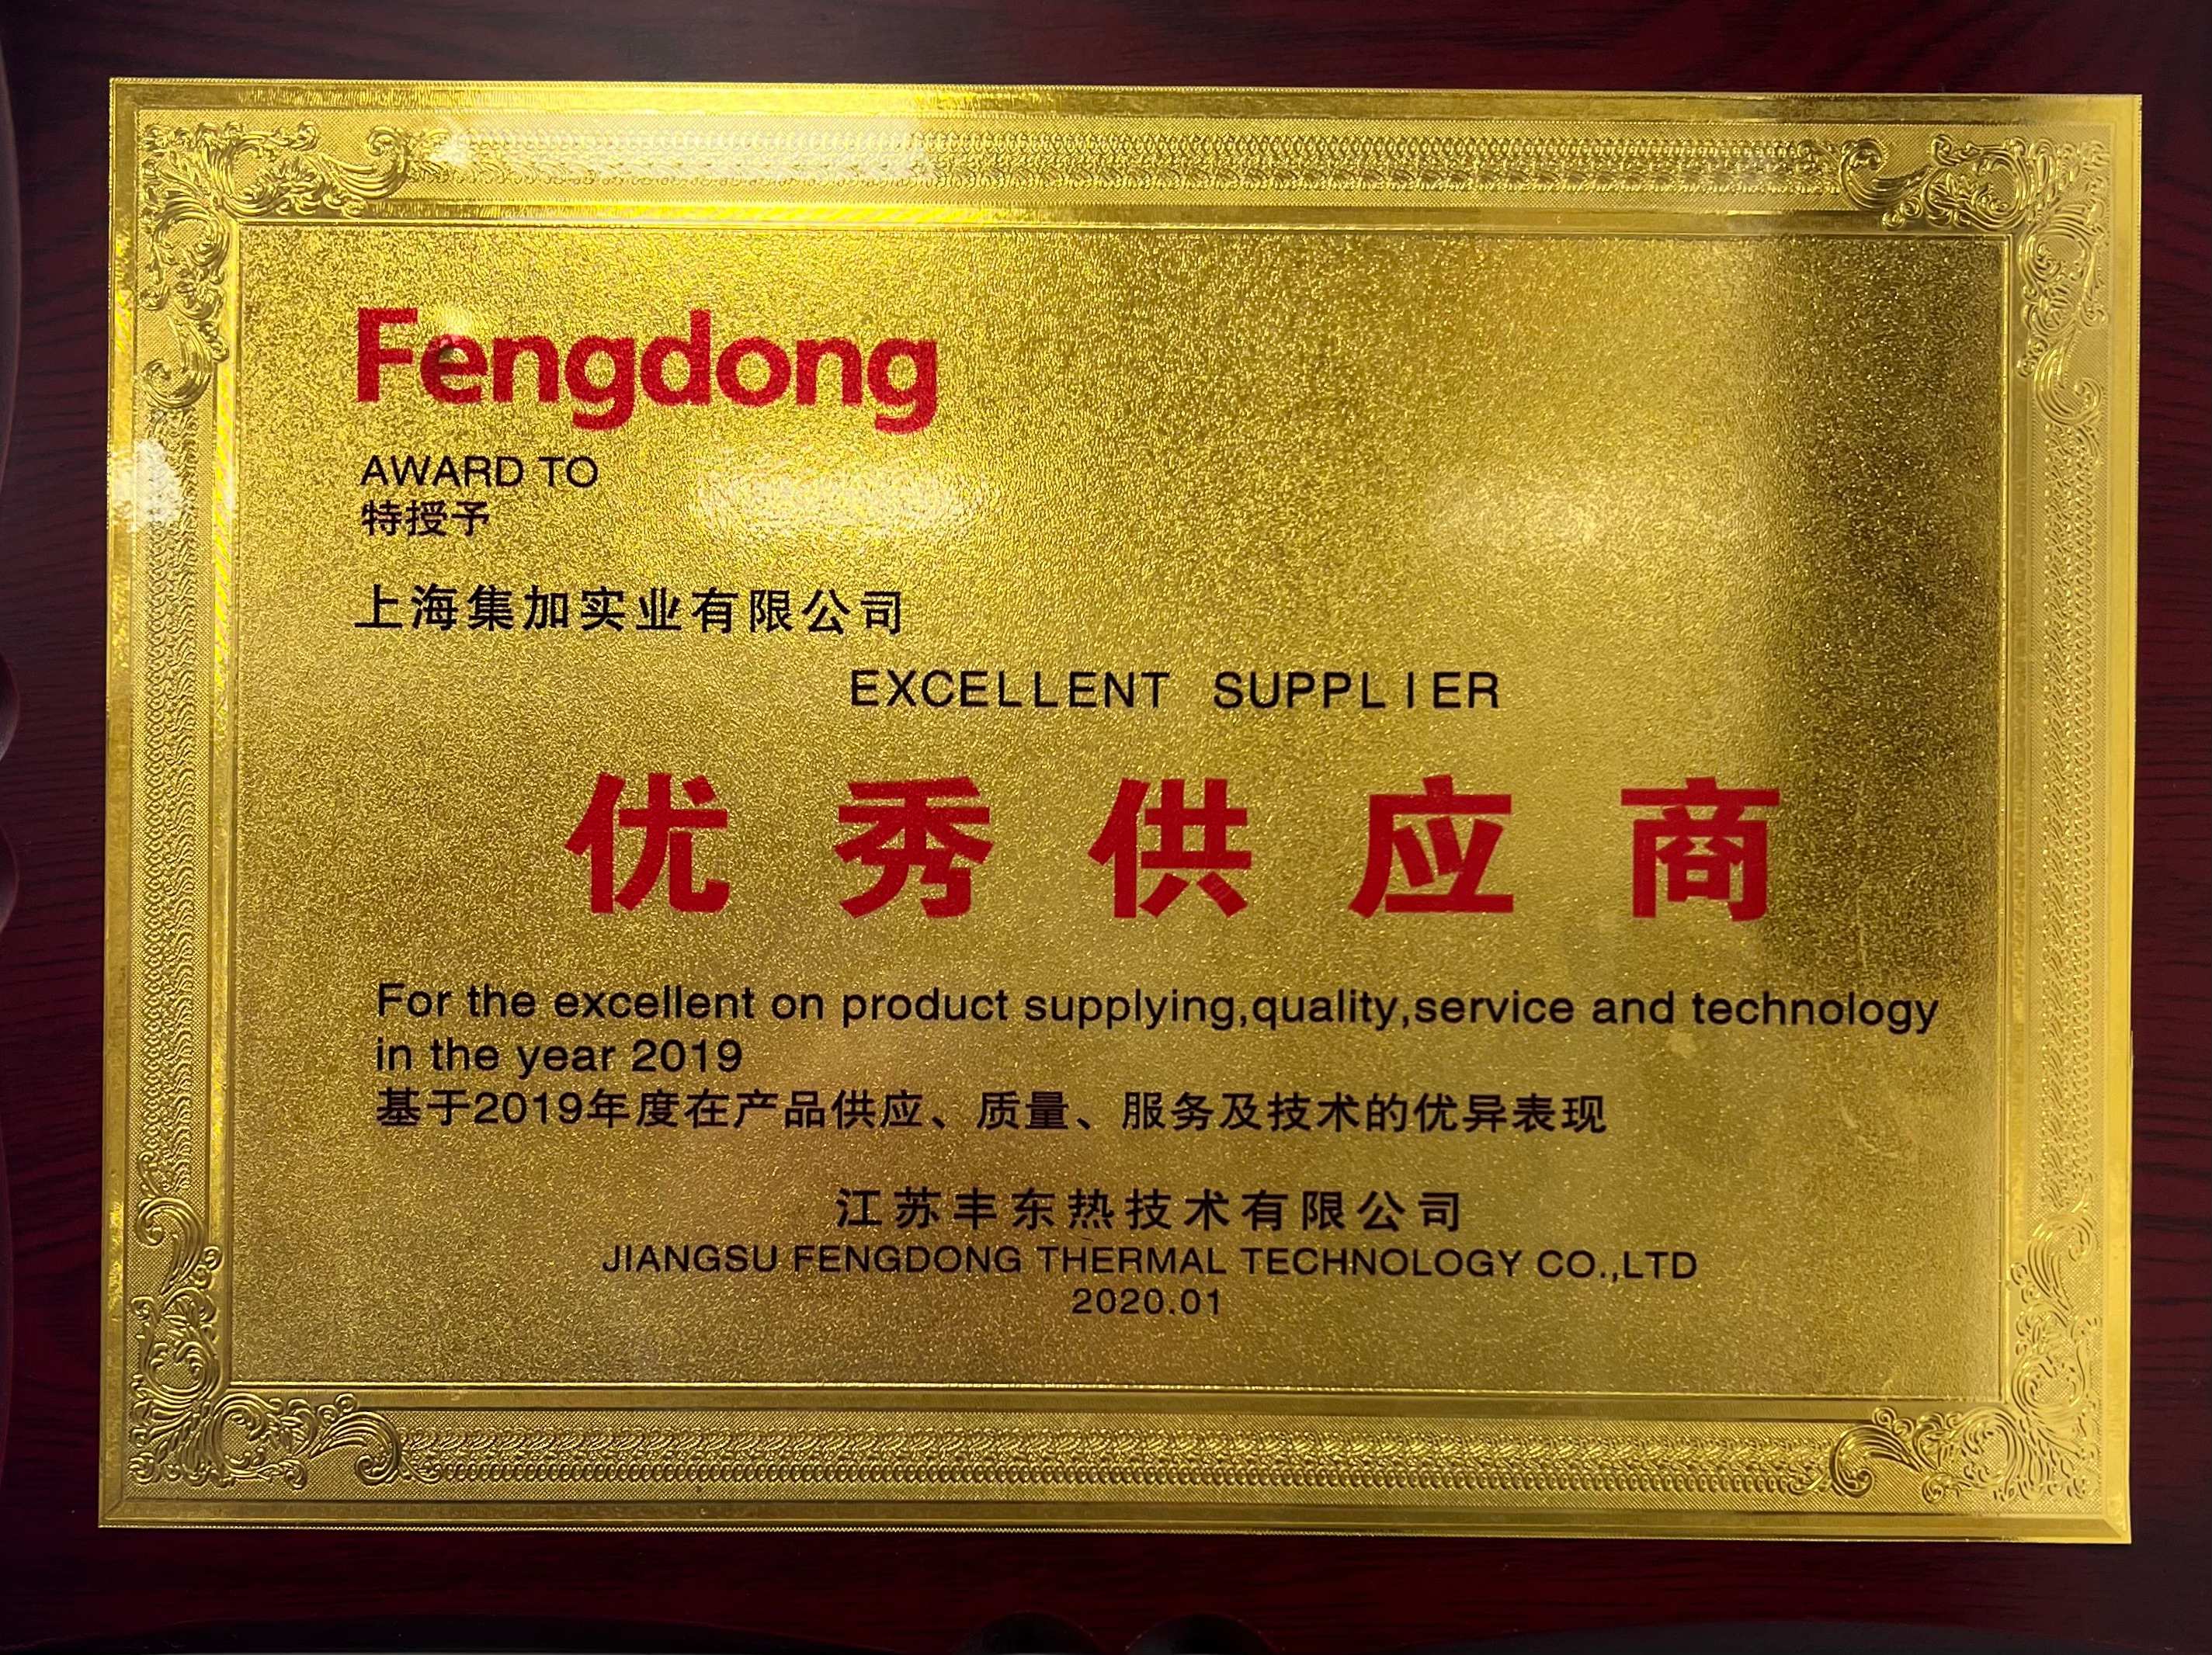 Fengdong
AWARD TO
特授予
上海集加实业有限公司
EXCELLENT SUPPLIER
优秀供应商
For the excellent on product supplying,quality,service and technology
in the year 2019
基于2019年度在产品供应、质量、服务及技术的优异表现
江苏丰东热技术有限公司
JIANGSU FENGDONG THERMAL TECHNOLOGY CO.,LTD
2020.01